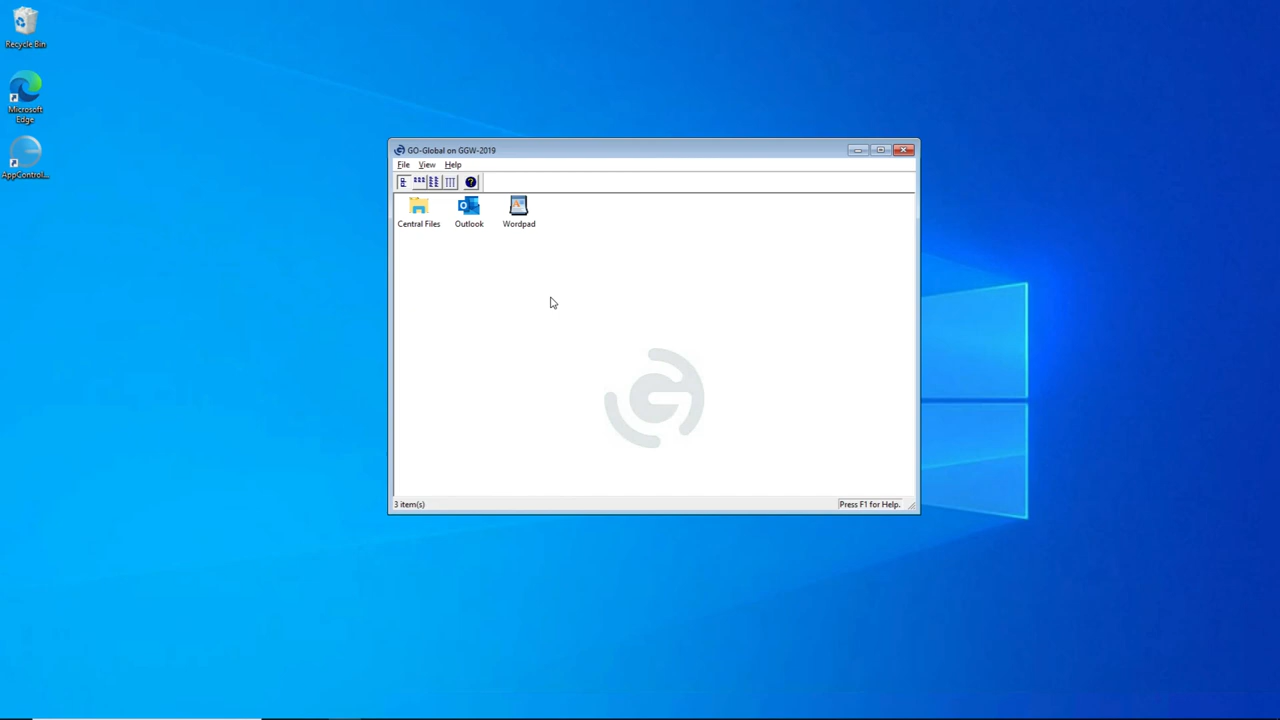 Recycle Bin
Microsoft
Edge
AppControl...
GO-Global on GGW-2019
File View Help
Central Files Outlook Wordpad
3 item(s) Press F1 for Help.